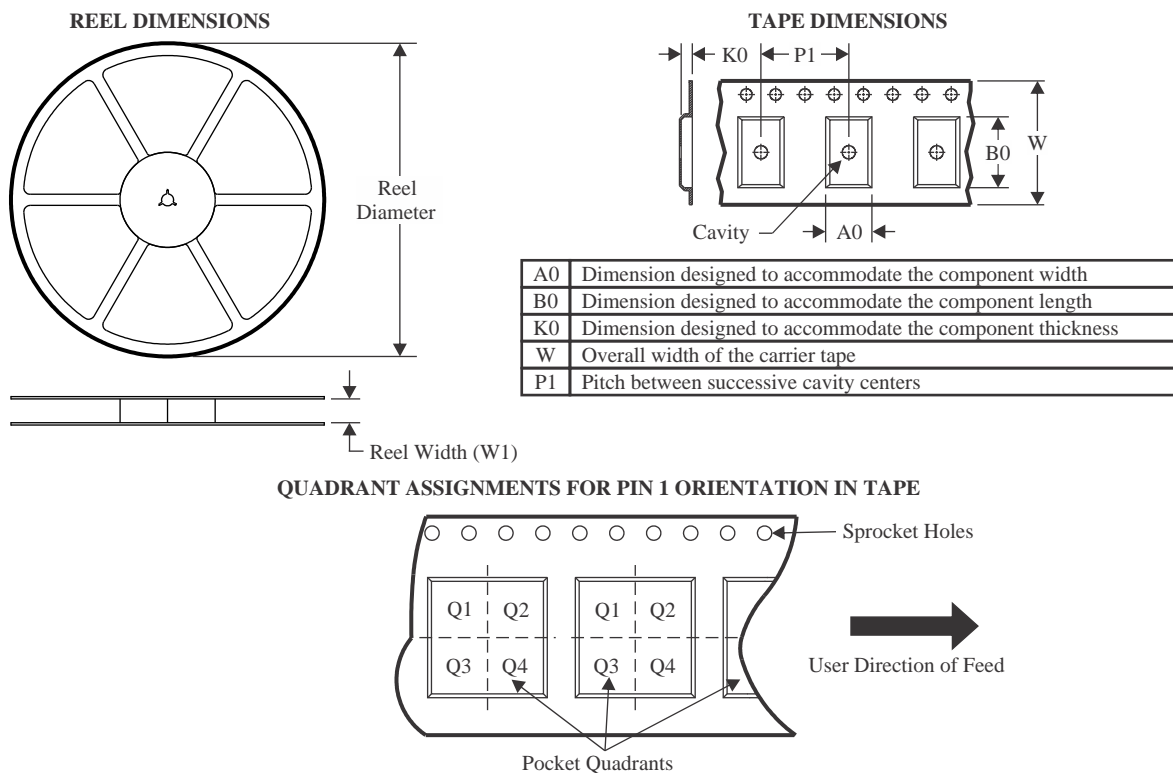 REEL DIMENSIONS
Reel
Diameter
Reel Width (W1)
TAPE DIMENSIONS
K0
P1
B0
W
Cavity
A0
A0 Dimension designed to accommodate the component width
B0 Dimension designed to accommodate the component length
K0 Dimension designed to accommodate the component thickness
W Overall width of the carrier tape
P1 Pitch between successive cavity centers
QUADRANT ASSIGNMENTS FOR PIN 1 ORIENTATION IN TAPE
Sprocket Holes
Q1 Q2 Q1 Q2
Q3 Q4 Q3 Q4
User Direction of Feed
Pocket Quadrants